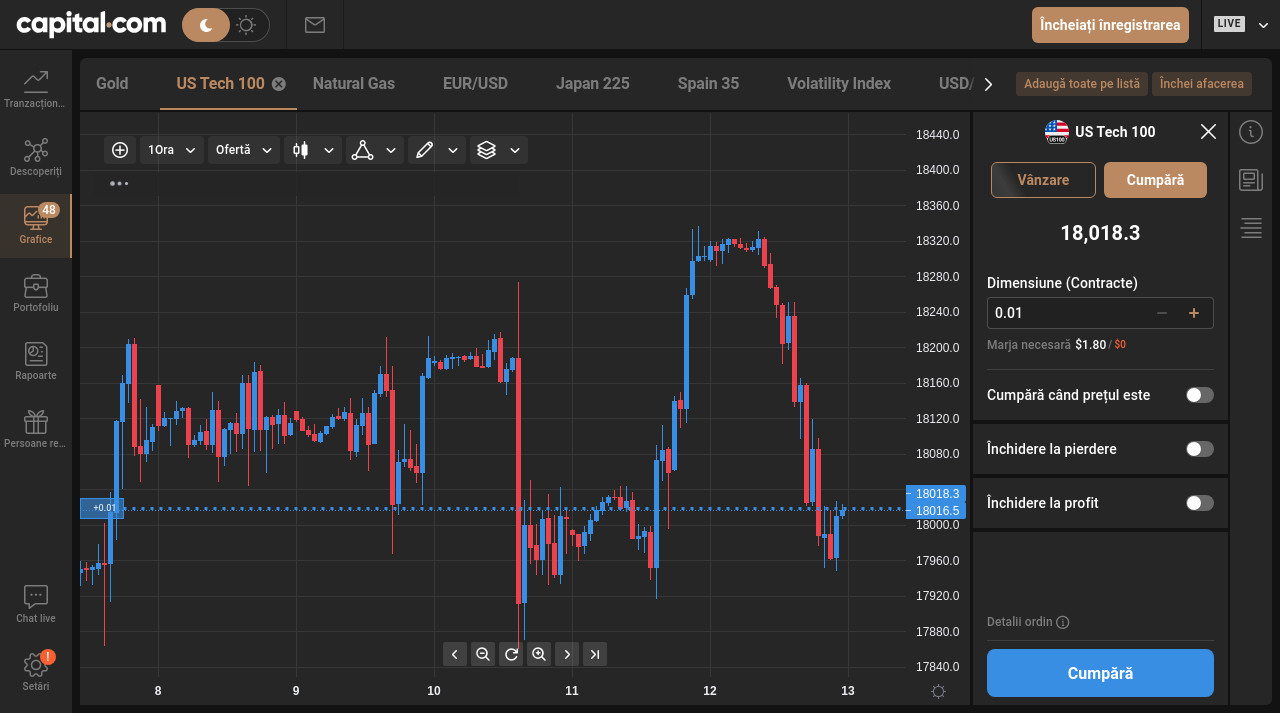 capital.com
Încheiați înregistrarea
LIVE
Tranzacțion...
Descoperiți
48
Grafice
Portofoliu
Rapoarte
Persoane re...
Chat live
!
Setări
Gold
US Tech 100
Natural Gas
EUR/USD
Japan 225
Spain 35
Volatility Index
USD/
Adaugă toate pe listă
Închei afacerea
1Ora
Ofertă
18440.0
18400.0
18360.0
18320.0
18280.0
18240.0
18200.0
18160.0
18120.0
18080.0
18018.3
18016.5
18000.0
17960.0
17920.0
17880.0
17840.0
+0.01
8
9
10
11
12
13
US100
US Tech 100
Vânzare
Cumpără
18,018.3
Dimensiune (Contracte)
0.01
Marja necesară $1.80 / $0
Cumpără când prețul este
Închidere la pierdere
Închidere la profit
Detalii ordin
Cumpără